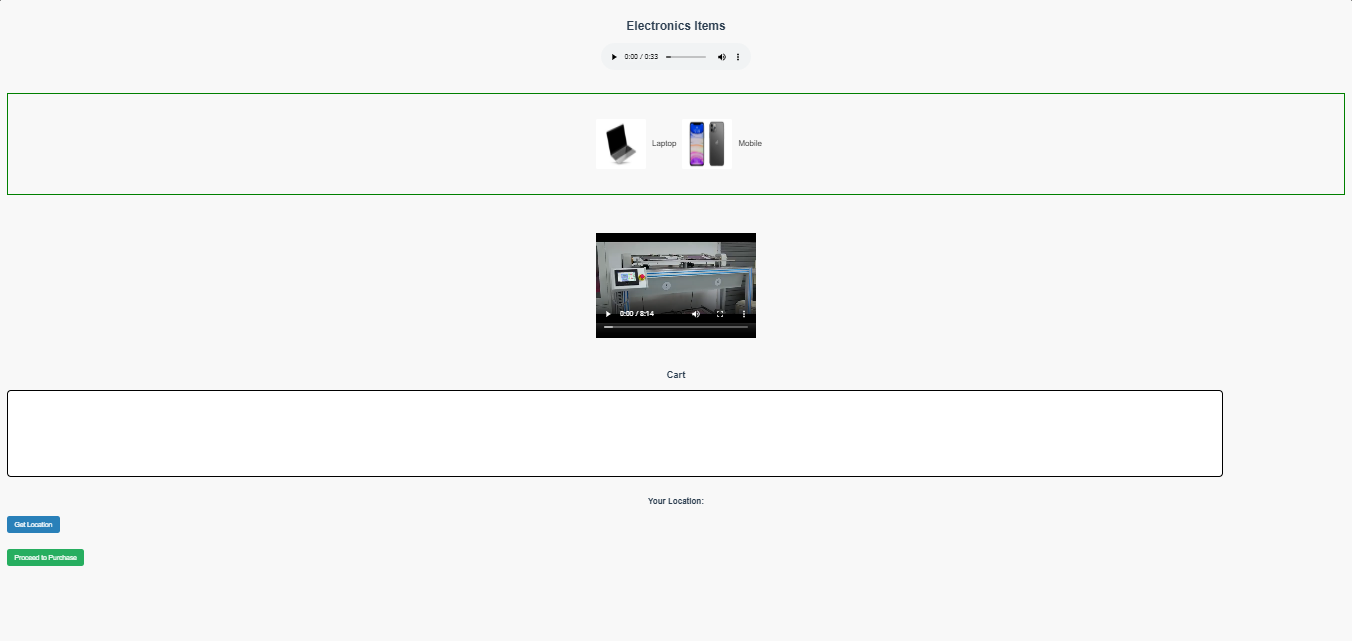 Electronics Items
0:00 / 0:33
Laptop Mobile
0:00 / 8:14
Cart
Your Location:
Get Location
Proceed to Purchase